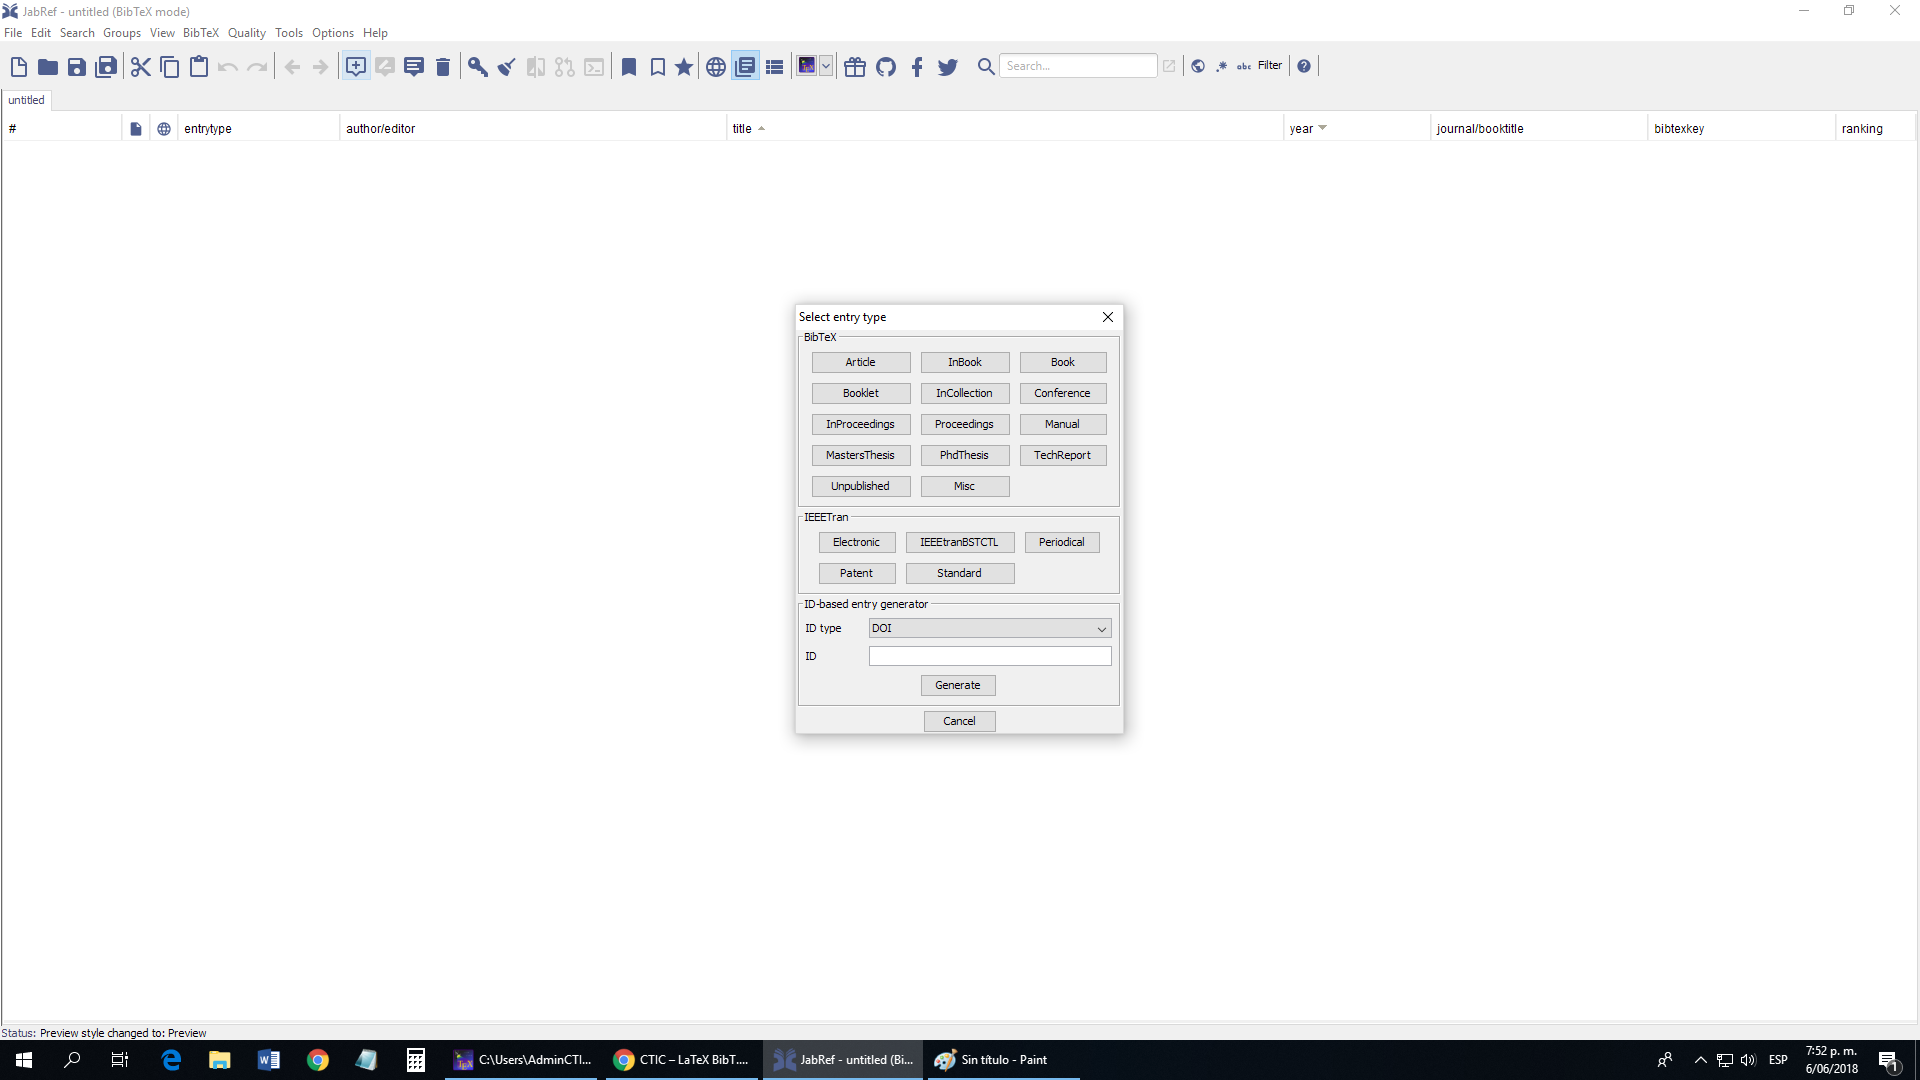 JabRef - untitled (BibTeX mode)
File Edit Search Groups View BibTeX Quality Tools Options Help
Search... abc Filter
untitled
# entrytype author/editor title year journal/booktitle bibtexkey ranking
Select entry type
BibTeX
Article InBook Book
Booklet InCollection Conference
InProceedings Proceedings Manual
MastersThesis PhdThesis TechReport
Unpublished Misc
IEEETran
Electronic IEEEtranBSTCTL Periodical
Patent Standard
ID-based entry generator
ID type DOI
ID
Generate
Cancel
Status: Preview style changed to: Preview
C:\Users\AdminCTI... CTIC – LaTeX BibT.... JabRef - untitled (Bi... Sin título - Paint ESP 7:52 p. m.
6/06/2018 1